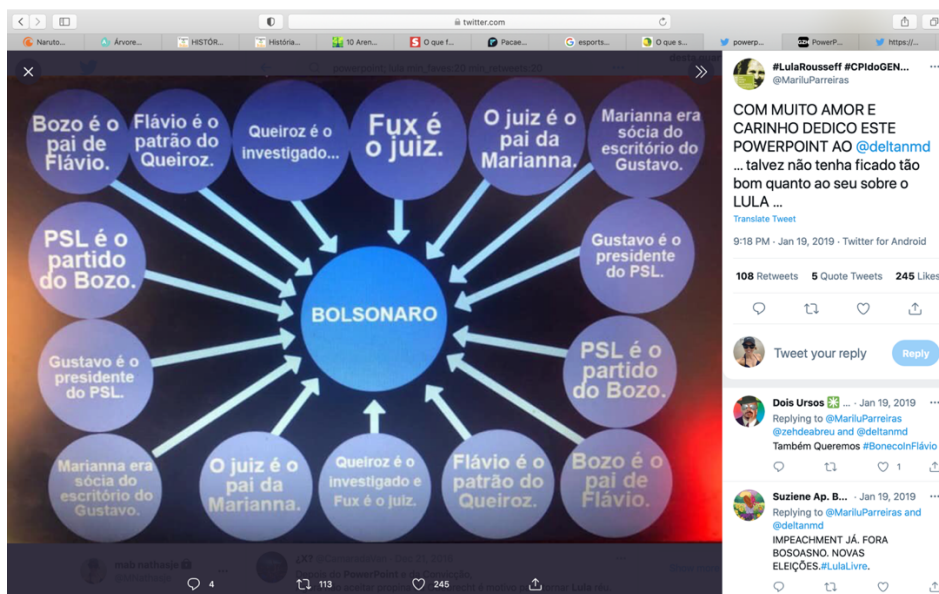 twitter.com
Naruto...
Árvore...
HISTÓR...
História...
10 Aren...
O que f...
Pacae...
esports...
O que s...
powerp...
PowerP...
https://...
powerpoint; lula min_faves:20 min_retweets:20
Bozo é o
pai de
Flávio.
Flávio é o
patrão do
Queiroz.
Queiroz é o
investigado...
Fux é
o juiz.
O juiz é o
pai da
Marianna.
Marianna era
sócia do
escritório do
Gustavo.
PSL é o
partido
do Bozo.
Gustavo é o
presidente
do PSL.
BOLSONARO
Gustavo é o
presidente
do PSL.
PSL é o
partido
do Bozo.
Marianna era
sócia do
escritório do
Gustavo.
O juiz é o
pai da
Marianna.
Queiroz é o
investigado e
Fux é o juiz.
Flávio é o
patrão do
Queiroz.
Bozo é o
pai de
Flávio.
mab nathasja
4
113
245
#LulaRousseff #CPIdoGEN...
@MariluParreiras
COM MUITO AMOR E
CARINHO DEDICO ESTE
POWERPOINT AO @deltanmd
... talvez não tenha ficado tão
bom quanto ao seu sobre o
LULA ...
Translate Tweet
9:18 PM · Jan 19, 2019 · Twitter for Android
108 Retweets 5 Quote Tweets 245 Likes
Tweet your reply
Reply
Dois Ursos ... · Jan 19, 2019
Replying to @MariluParreiras
@zehdeabreu and @deltanmd
Também Queremos #BonecoInFlávio
1
Suziene Ap. B... · Jan 19, 2019
Replying to @MariluParreiras and
@deltanmd
IMPEACHMENT JÁ. FORA
BOSOASNO. NOVAS
ELEIÇÕES.#LulaLivre.